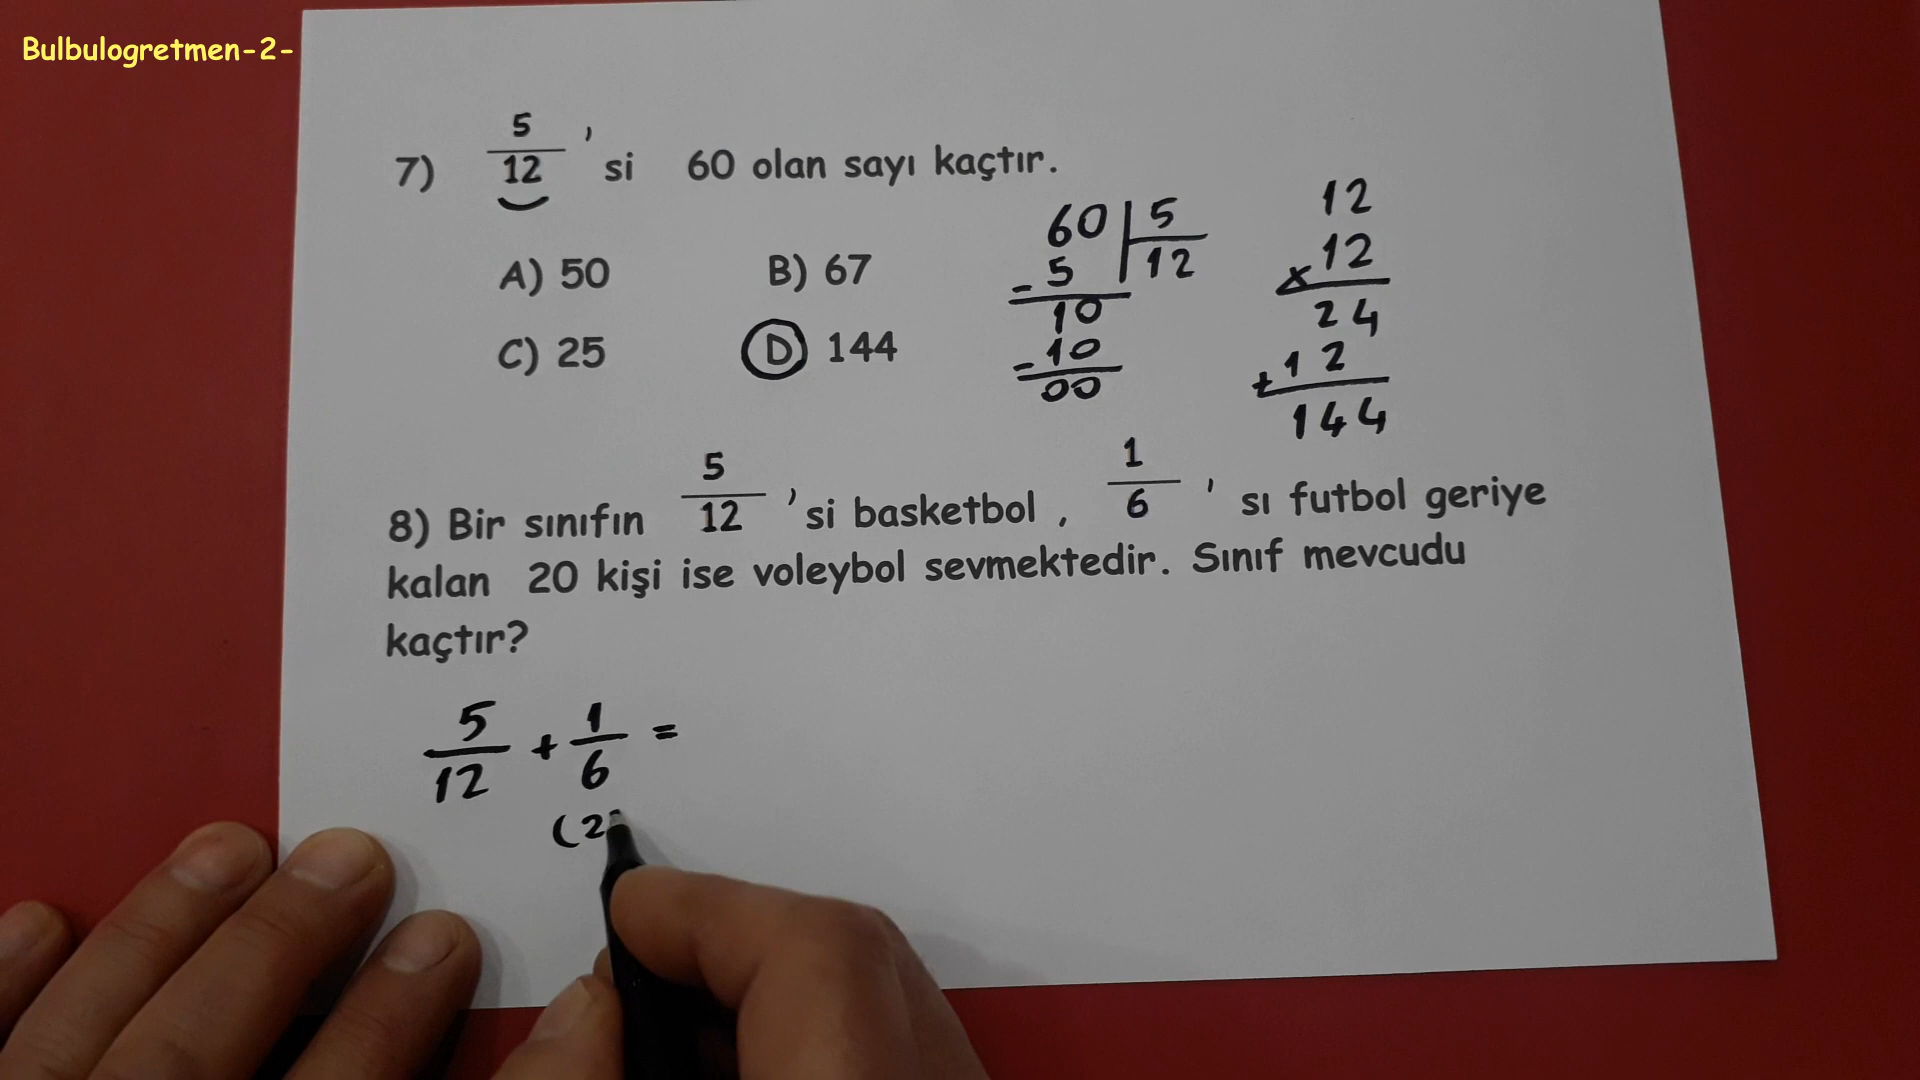 Bulbulogretmen-2-
7) 5/12 'si 60 olan sayı kaçtır.
A) 50 B) 67
C) 25 D) 144
60 | 5
- 5 12
10
- 10
00
12
x 12
24
+ 12
144
8) Bir sınıfın 5/12 'si basketbol , 1/6 ' sı futbol geriye
kalan 20 kişi ise voleybol sevmektedir. Sınıf mevcudu
kaçtır?
5/12 + 1/6 =
(2